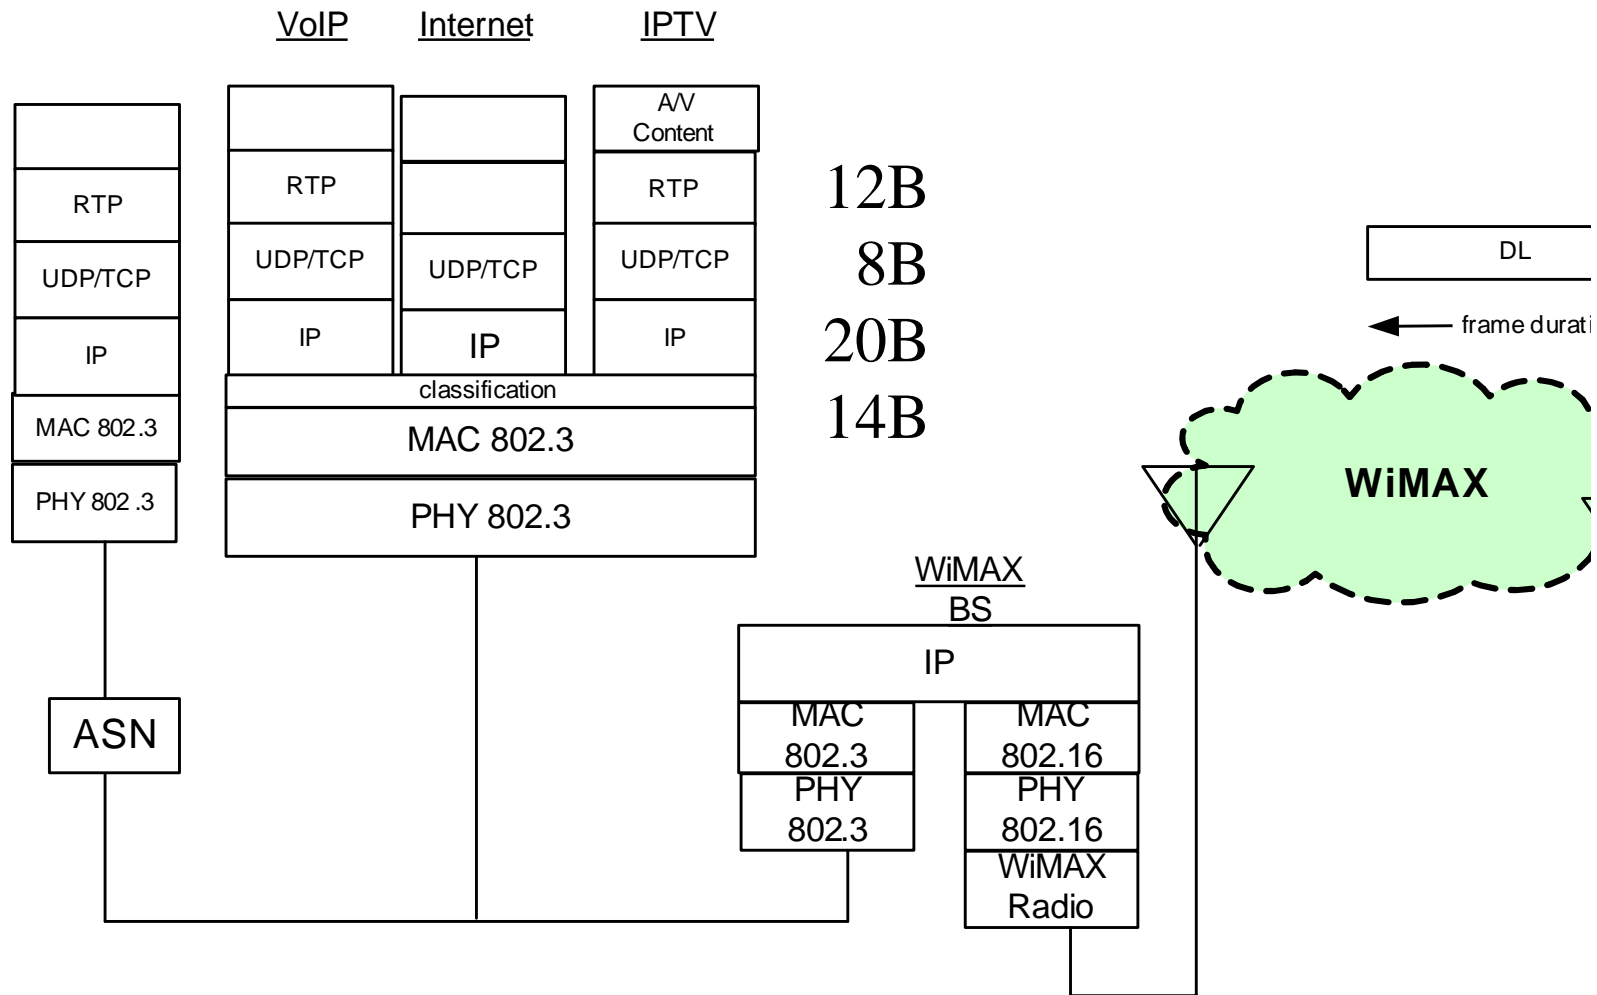 VoIP Internet IPTV
A/V
Content
RTP
UDP/TCP
IP
MAC 802.3
PHY 802 .3
ASN
RTP
UDP/TCP
IP
UDP/TCP
IP
RTP
UDP/TCP
IP
classification
MAC 802.3
PHY 802.3
12B
8B
20B
14B
DL
frame durati
WiMAX
WiMAX
BS
IP
MAC
802.3
PHY
802.3
MAC
802.16
PHY
802.16
WiMAX
Radio